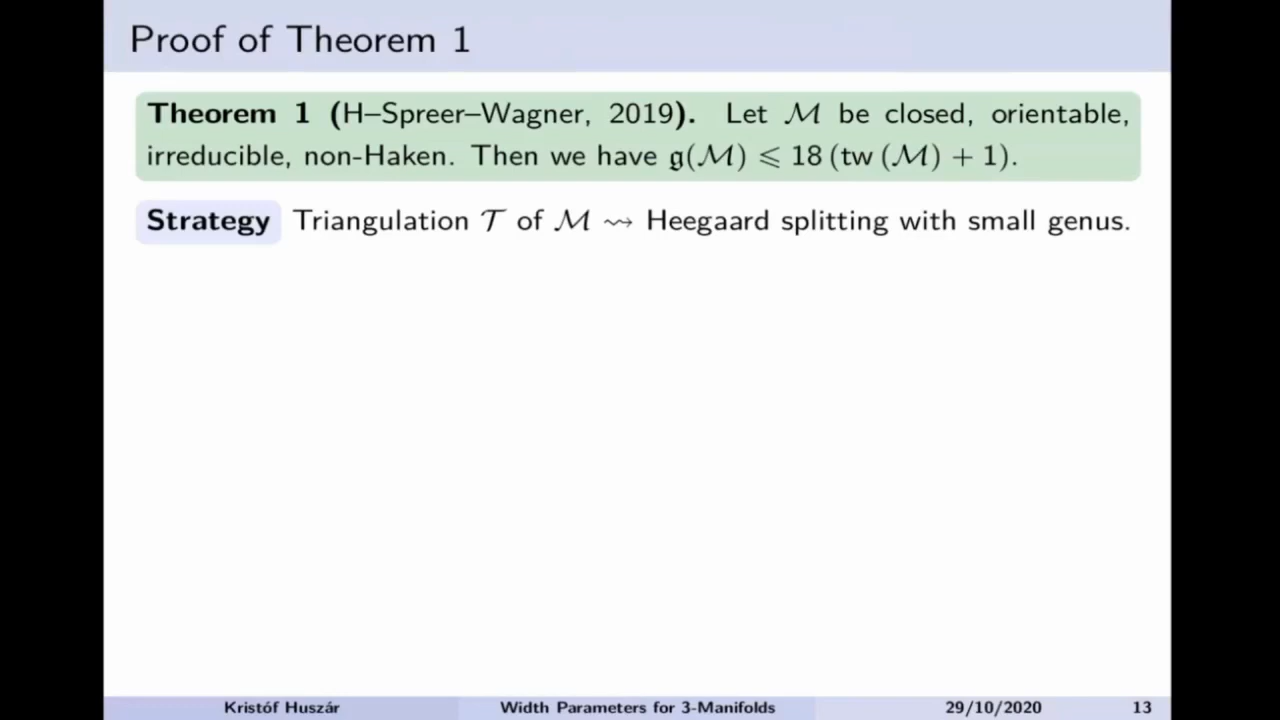 Proof of Theorem 1
Theorem 1 (H–Spreer–Wagner, 2019). Let ℳ be closed, orientable,
irreducible, non-Haken. Then we have 𝔤(ℳ) ⩽ 18 (tw (ℳ) + 1).
Strategy Triangulation 𝒯 of ℳ ⇝ Heegaard splitting with small genus.
Kristóf Huszár Width Parameters for 3-Manifolds 29/10/2020 13